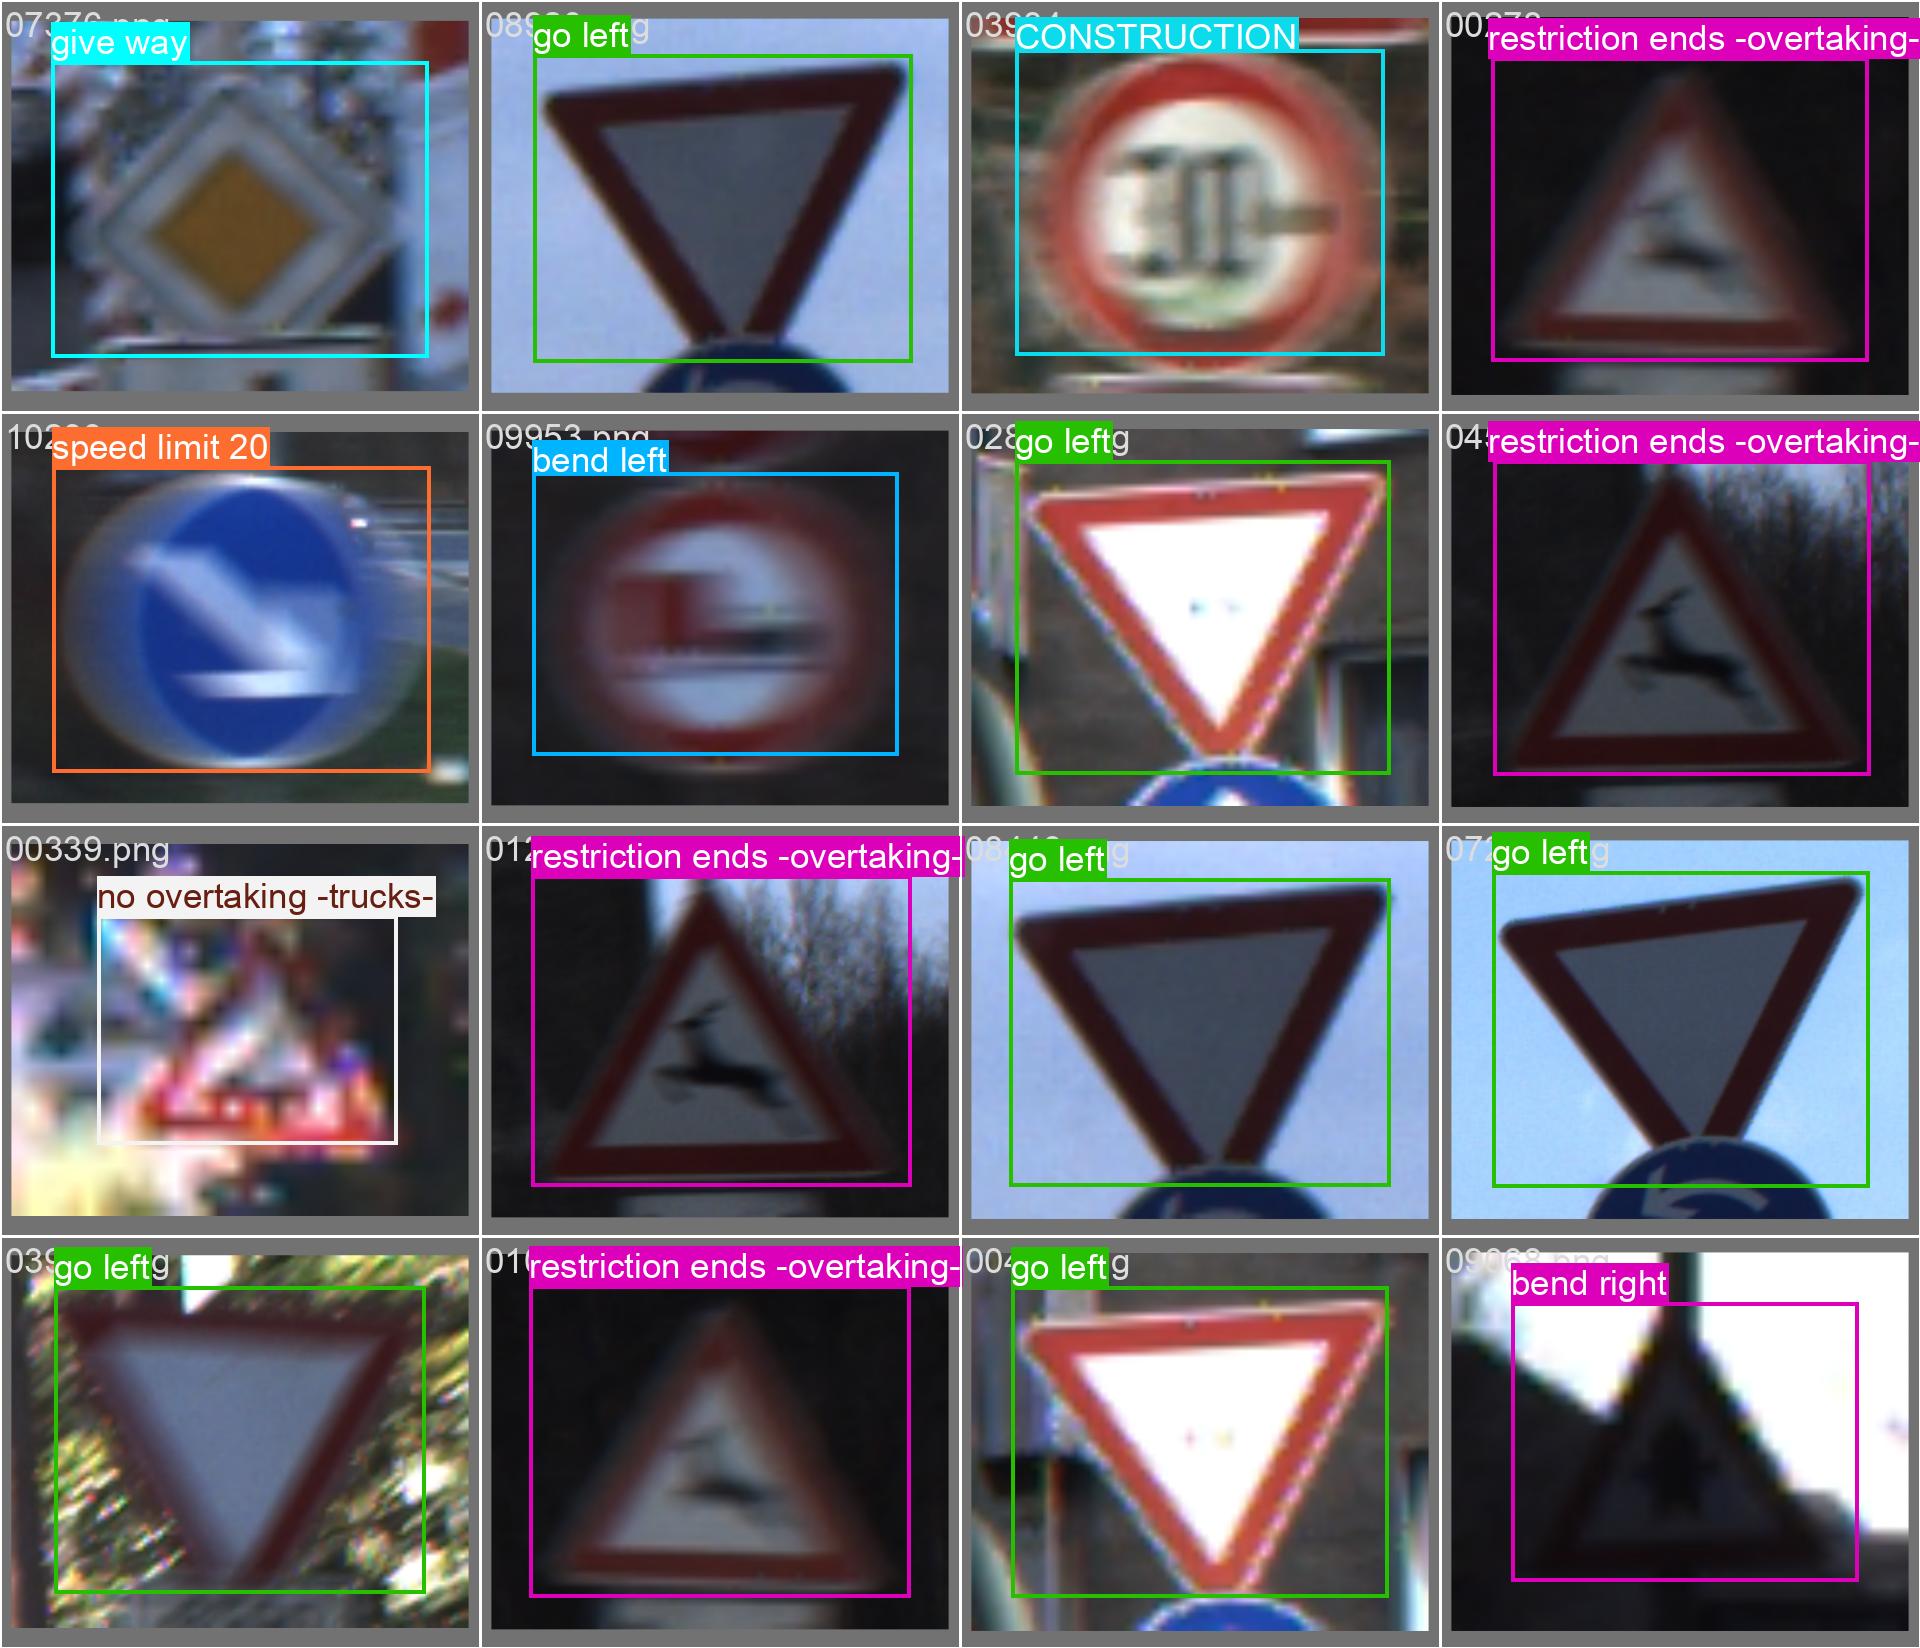 give way
go left
CONSTRUCTION
restriction ends -overtaking-
speed limit 20
09953.png
bend left
go left
restriction ends -overtaking-
00339.png
no overtaking -trucks-
restriction ends -overtaking-
go left
go left
go left
restriction ends -overtaking-
go left
09068.png
bend right